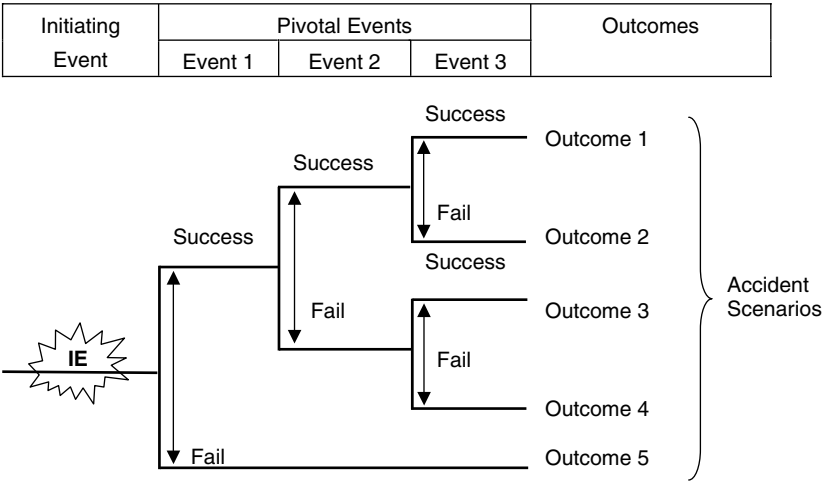 Initiating
Event
Pivotal Events
Event 1
Event 2
Event 3
Outcomes
Success
Outcome 1
Success
Fail
Success
Outcome 2
Success
Fail
Outcome 3
Accident
Scenarios
IE
Fail
Outcome 4
Fail
Outcome 5